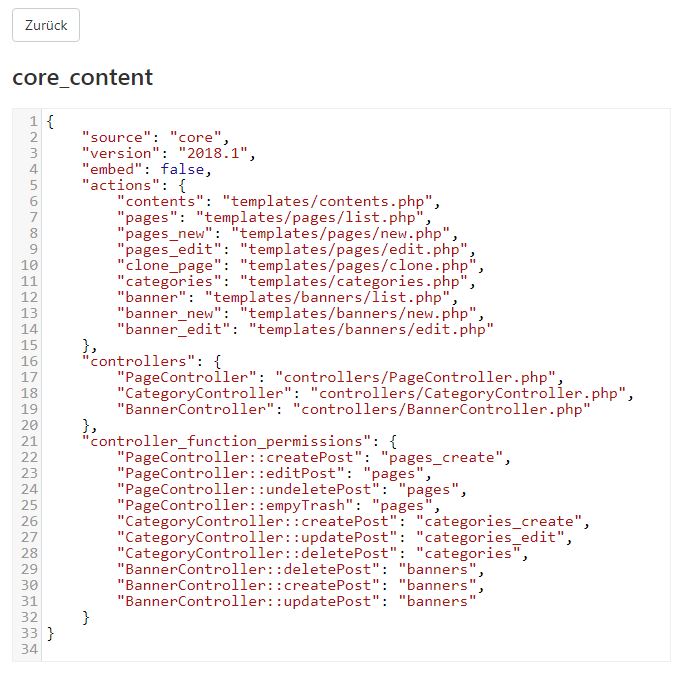 Zurück
core_content
1 {
2     "source": "core",
3     "version": "2018.1",
4     "embed": false,
5     "actions": {
6         "contents": "templates/contents.php",
7         "pages": "templates/pages/list.php",
8         "pages_new": "templates/pages/new.php",
9         "pages_edit": "templates/pages/edit.php",
10         "clone_page": "templates/pages/clone.php",
11         "categories": "templates/categories.php",
12         "banner": "templates/banners/list.php",
13         "banner_new": "templates/banners/new.php",
14         "banner_edit": "templates/banners/edit.php"
15     },
16     "controllers": {
17         "PageController": "controllers/PageController.php",
18         "CategoryController": "controllers/CategoryController.php",
19         "BannerController": "controllers/BannerController.php"
20     },
21     "controller_function_permissions": {
22         "PageController::createPost": "pages_create",
23         "PageController::editPost": "pages",
24         "PageController::undeletePost": "pages",
25         "PageController::empyTrash": "pages",
26         "CategoryController::createPost": "categories_create",
27         "CategoryController::updatePost": "categories_edit",
28         "CategoryController::deletePost": "categories",
29         "BannerController::deletePost": "banners",
30         "BannerController::createPost": "banners",
31         "BannerController::updatePost": "banners"
32     }
33 }
34